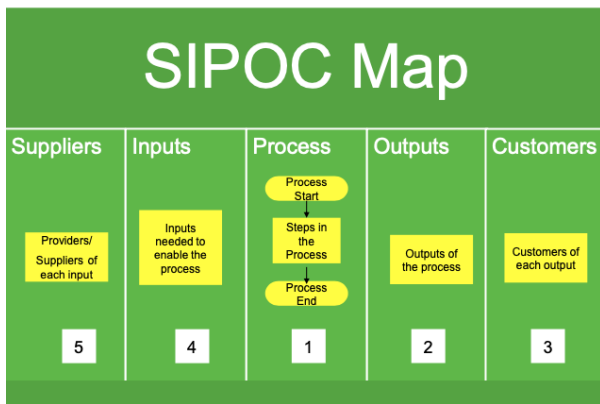 SIPOC Map
Suppliers
Inputs
Process
Outputs
Customers
Providers/
Suppliers of
each input
Inputs
needed to
enable the
process
Process
Start
Steps in
the
Process
Process
End
Outputs of
the process
Customers of
each output
5
4
1
2
3